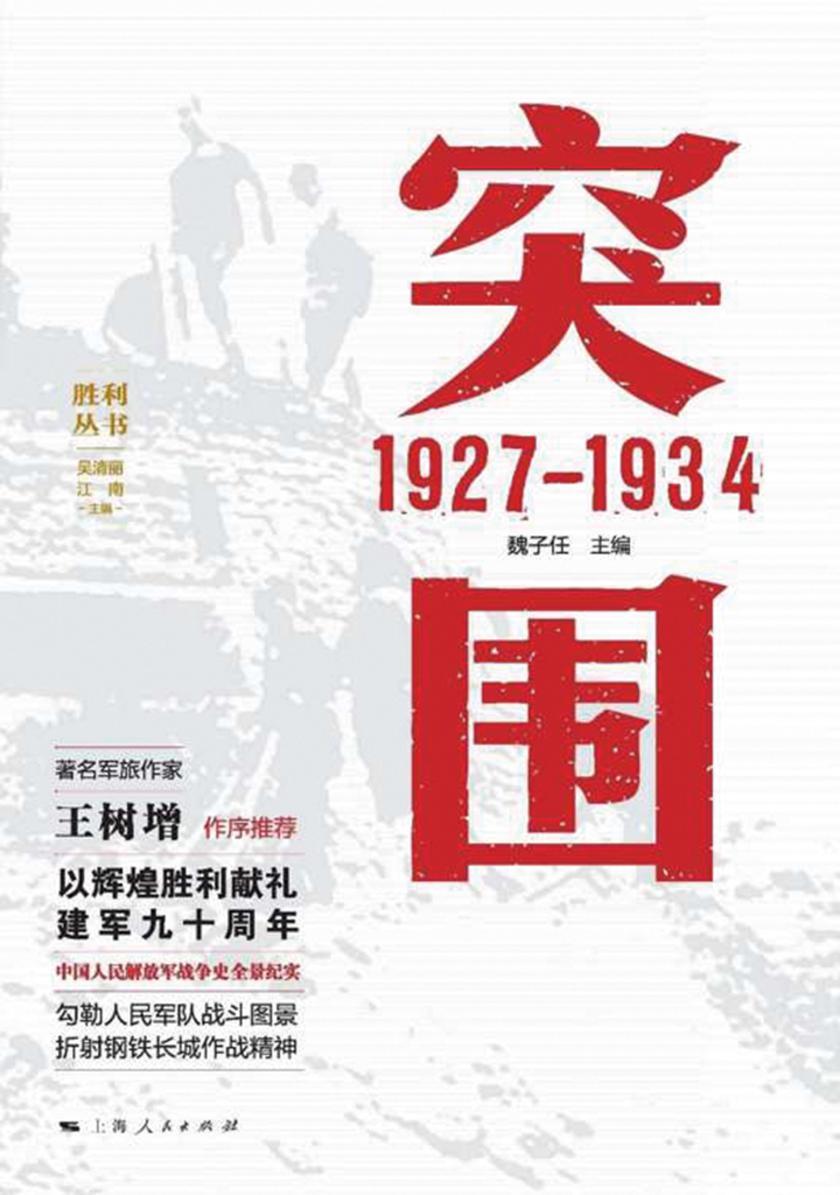 突
1927-1934
魏子任 主编
围
胜利
丛书
吴清丽
江 南
-主编-
著名军旅作家
王树增 作序推荐
以辉煌胜利献礼
建军九十周年
中国人民解放军战争史全景纪实
勾勒人民军队战斗图景
折射钢铁长城作战精神
上海人民出版社